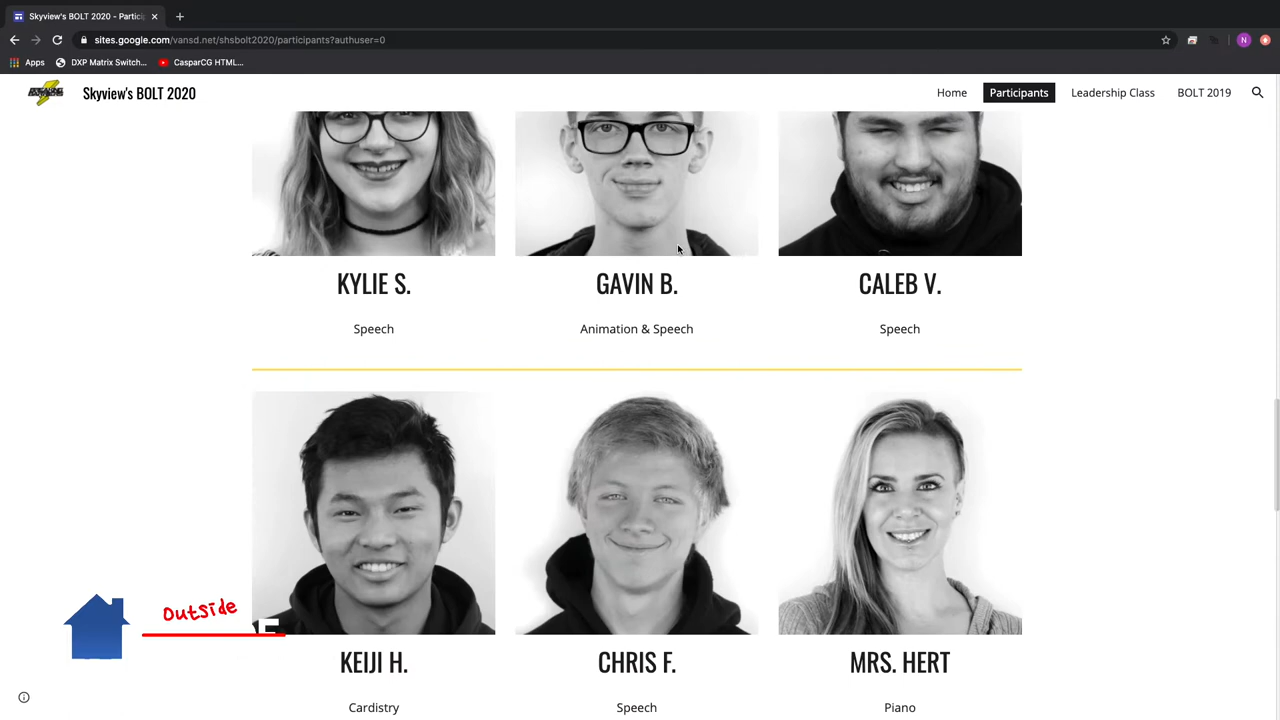 Skyview's BOLT 2020 - Partici
sites.google.com/vansd.net/shsbolt2020/participants?authuser=0
N
Apps DXP Matrix Switch... CasparCG HTML...
Skyview's BOLT 2020 Home Participants Leadership Class BOLT 2019
KYLIE S. GAVIN B. CALEB V.
Speech Animation & Speech Speech
outside
KEIJI H. CHRIS F. MRS. HERT
Cardistry Speech Piano